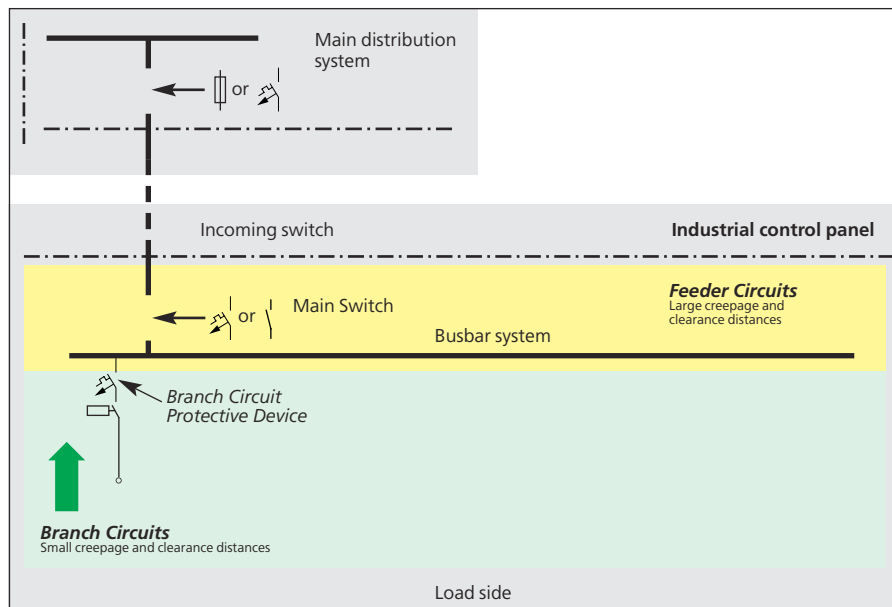 Main distribution
system
or
Incoming switch
Industrial control panel
or
Main Switch
Feeder Circuits
Large creepage and
clearance distances
Busbar system
Branch Circuit
Protective Device
Branch Circuits
Small creepage and clearance distances
Load side